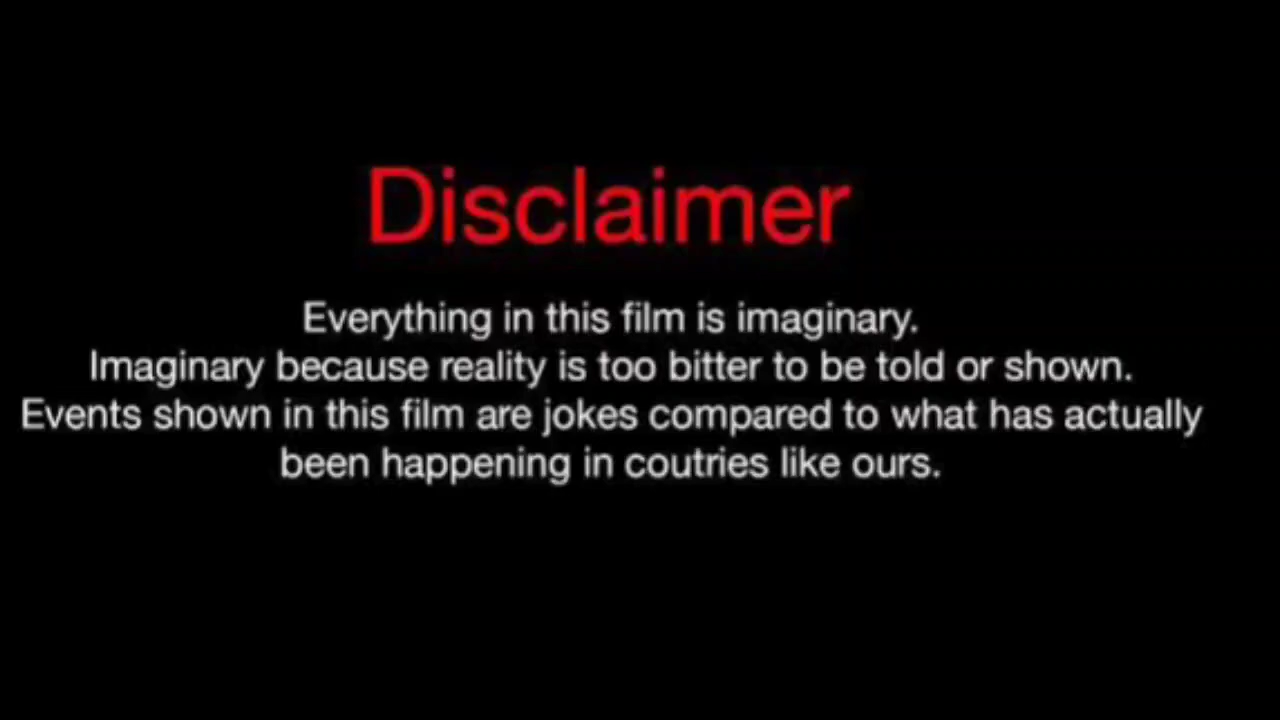 Disclaimer
Everything in this film is imaginary.
Imaginary because reality is too bitter to be told or shown.
Events shown in this film are jokes compared to what has actually
been happening in coutries like ours.